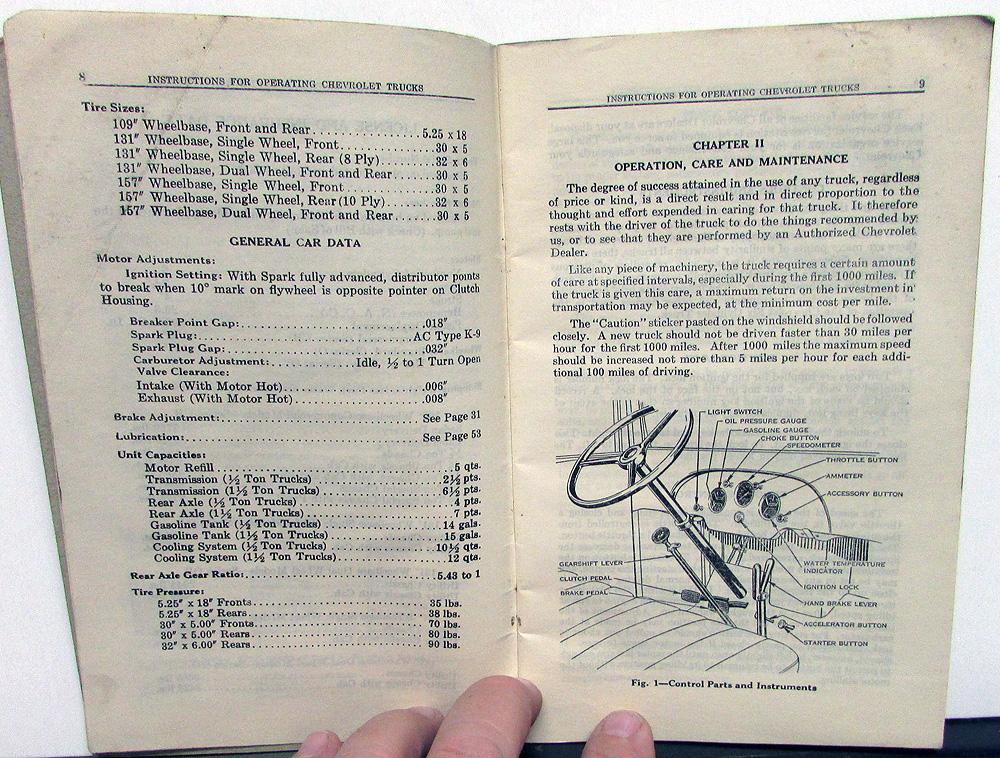 8
INSTRUCTIONS FOR OPERATING CHEVROLET TRUCKS
Tire Sizes:
109" Wheelbase, Front and Rear..............5.25 x 18
131" Wheelbase, Single Wheel, Front..............30 x 5
131" Wheelbase, Single Wheel, Rear (8 Ply)......32 x 6
131" Wheelbase, Dual Wheel, Front and Rear.....30 x 5
157" Wheelbase, Single Wheel, Front..............30 x 5
157" Wheelbase, Single Wheel, Rear (10 Ply).....32 x 6
157" Wheelbase, Dual Wheel, Front and Rear.....30 x 5
GENERAL CAR DATA
Motor Adjustments:
Ignition Setting: With Spark fully advanced, distributor points
to break when 10° mark on flywheel is opposite pointer on Clutch
Housing.
Breaker Point Gap:..............018"
Spark Plug:..............AC Type K-9
Spark Plug Gap:..............032"
Carburetor Adjustment:..............Idle, ½ to 1 Turn Open
Valve Clearance:
Intake (With Motor Hot)..............006"
Exhaust (With Motor Hot)..............008"
Brake Adjustment:..............See Page 31
Lubrication:..............See Page 53
Unit Capacities:
Motor Refill..............5 qts.
Transmission (½ Ton Trucks)..............2½ pts.
Transmission (1½ Ton Trucks)..............6½ pts.
Rear Axle (½ Ton Trucks)..............4 pts.
Rear Axle (1½ Ton Trucks)..............7 pts.
Gasoline Tank (½ Ton Trucks)..............14 gals.
Gasoline Tank (1½ Ton Trucks)..............15 gals.
Cooling System (½ Ton Trucks)..............10½ qts.
Cooling System (1½ Ton Trucks)..............12 qts.
Rear Axle Gear Ratio:..............5.43 to 1
Tire Pressure:
5.25" x 18" Fronts..............35 lbs.
5.25" x 18" Rears..............38 lbs.
30" x 5.00" Fronts..............70 lbs.
30" x 5.00" Rears..............80 lbs.
32" x 6.00" Rears..............90 lbs.
INSTRUCTIONS FOR OPERATING CHEVROLET TRUCKS
9
CHAPTER II
OPERATION, CARE AND MAINTENANCE
The degree of success attained in the use of any truck, regardless
of price or kind, is a direct result and in direct proportion to the
thought and effort expended in caring for that truck. It therefore
rests with the driver of the truck to do the things recommended by
us, or to see that they are performed by an Authorized Chevrolet
Dealer.
Like any piece of machinery, the truck requires a certain amount
of care at specified intervals, especially during the first 1000 miles. If
the truck is given this care, a maximum return on the investment in
transportation may be expected, at the minimum cost per mile.
The "Caution" sticker pasted on the windshield should be followed
closely. A new truck should not be driven faster than 30 miles per
hour for the first 1000 miles. After 1000 miles the maximum speed
should be increased not more than 5 miles per hour for each addi-
tional 100 miles of driving.
LIGHT SWITCH
OIL PRESSURE GAUGE
GASOLINE GAUGE
CHOKE BUTTON
SPEEDOMETER
THROTTLE BUTTON
AMMETER
ACCESSORY BUTTON
GEARSHIFT LEVER
CLUTCH PEDAL
BRAKE PEDAL
WATER TEMPERATURE
INDICATOR
IGNITION LOCK
HAND BRAKE LEVER
ACCELERATOR BUTTON
STARTER BUTTON
Fig. 1—Control Parts and Instruments